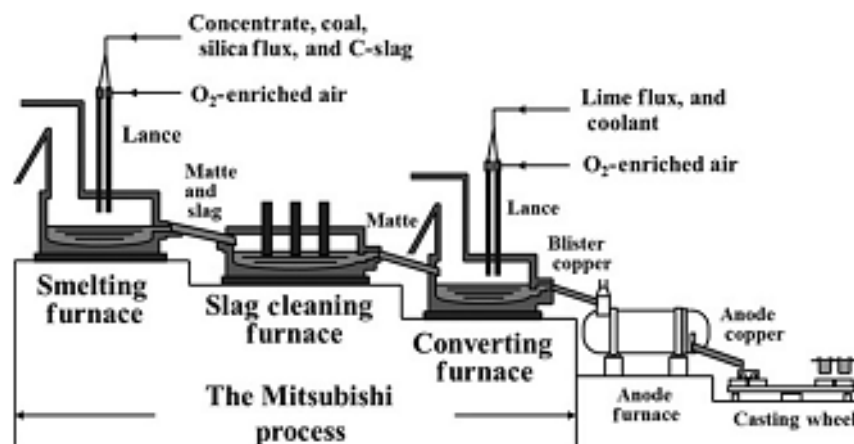 Concentrate, coal,
silica flux, and C-slag
O₂-enriched air
Lance
Lime flux, and
coolant
O₂-enriched air
Lance
Matte
and
slag
Matte
Blister
copper
Smelting
furnace
Slag cleaning
furnace
Converting
furnace
Anode
copper
Anode
furnace
Casting wheel
The Mitsubishi
process